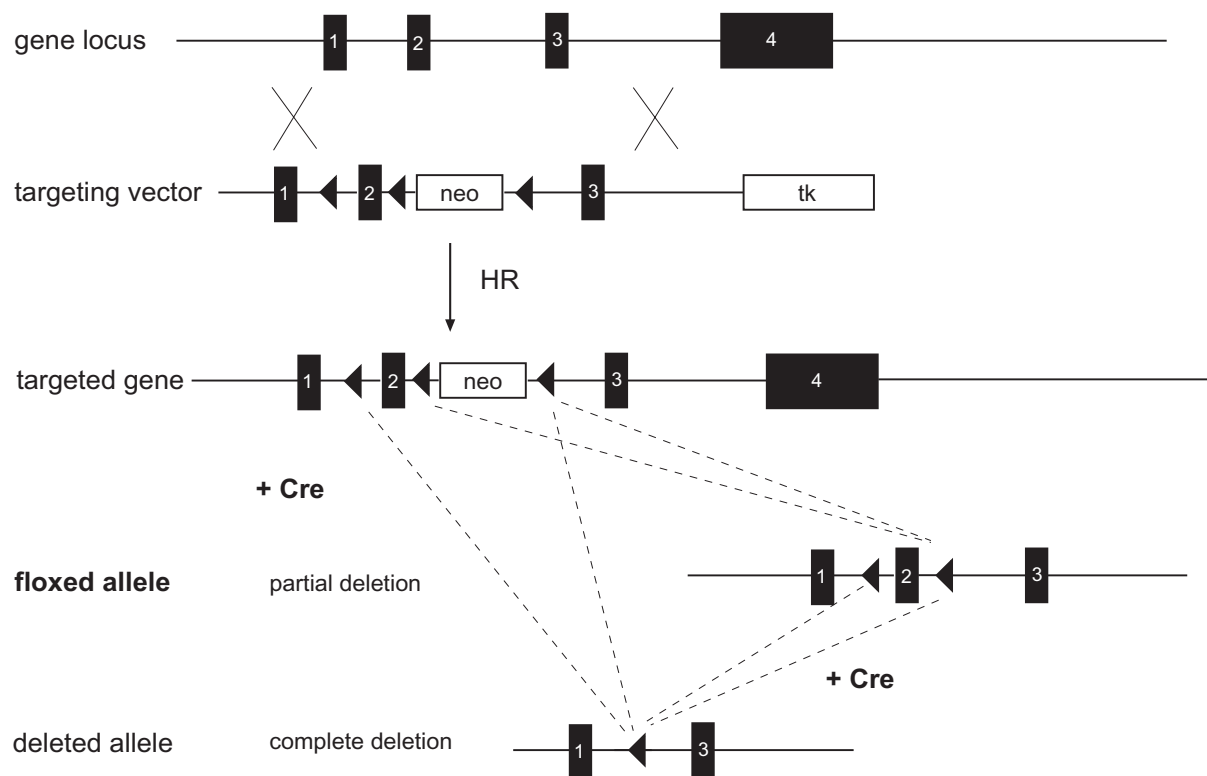 gene locus 1 2 3 4
targeting vector 1 2 neo 3 tk
HR
targeted gene 1 2 neo 3 4
+ Cre
floxed allele partial deletion 1 2 3
+ Cre
deleted allele complete deletion 1 3